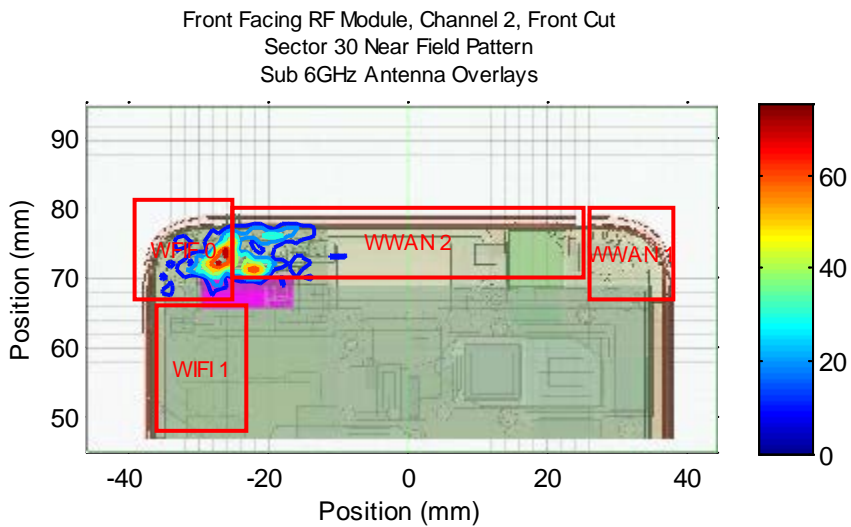 Front Facing RF Module, Channel 2, Front Cut
Sector 30 Near Field Pattern
Sub 6GHz Antenna Overlays
90
80
70
60
50
-40
-20
0
20
40
Position (mm)
Position (mm)
WIFI 0
WWAN 2
WWAN 1
WIFI 1
60
40
20
0